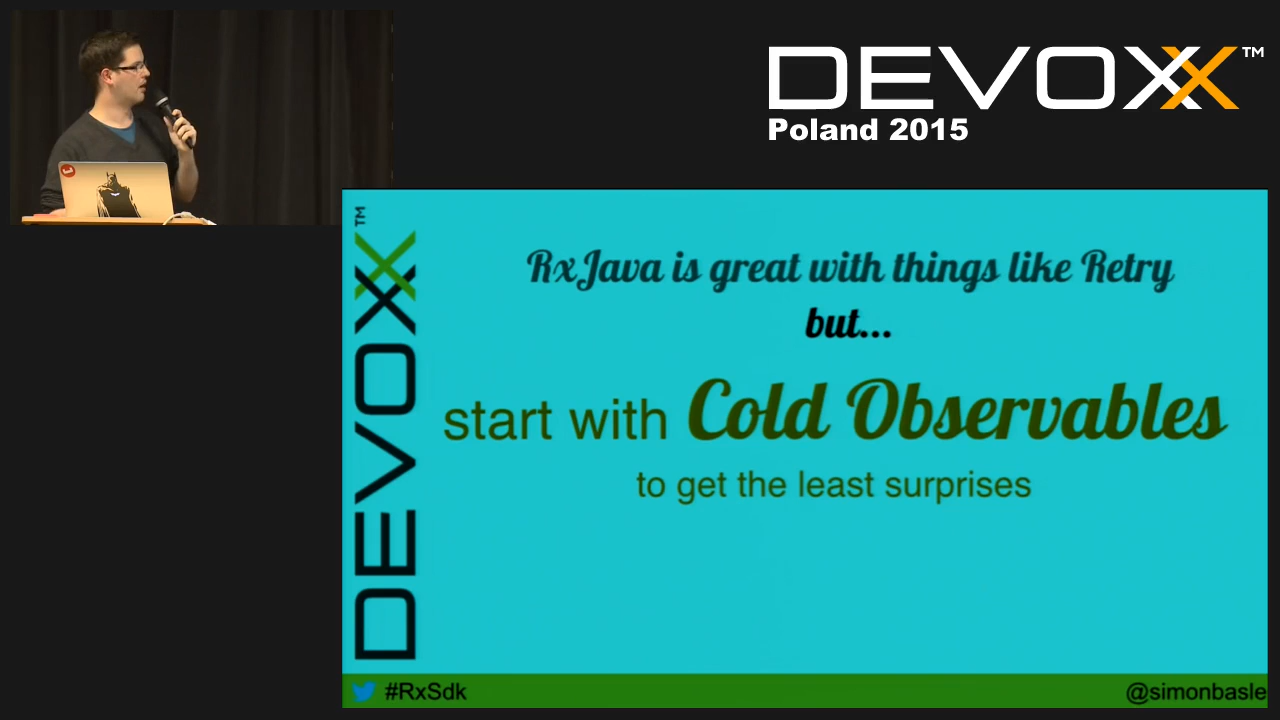 DEVOXX™
Poland 2015
DEVOXX™
RxJava is great with things like Retry
but...
start with Cold Observables
to get the least surprises
#RxSdk
@simonbasle